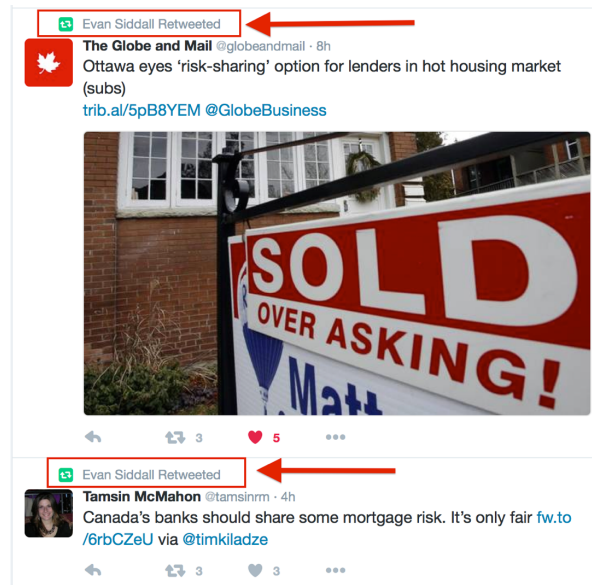 Evan Siddall Retweeted
The Globe and Mail @globeandmail · 8h
Ottawa eyes ‘risk-sharing’ option for lenders in hot housing market
(subs)
trib.al/5pB8YEM @GlobeBusiness
SOLD
OVER ASKING!
Matt
3 5
Evan Siddall Retweeted
Tamsin McMahon @tamsinrm · 4h
Canada’s banks should share some mortgage risk. It’s only fair fw.to
/6rbCZeU via @timkiladze
3 3